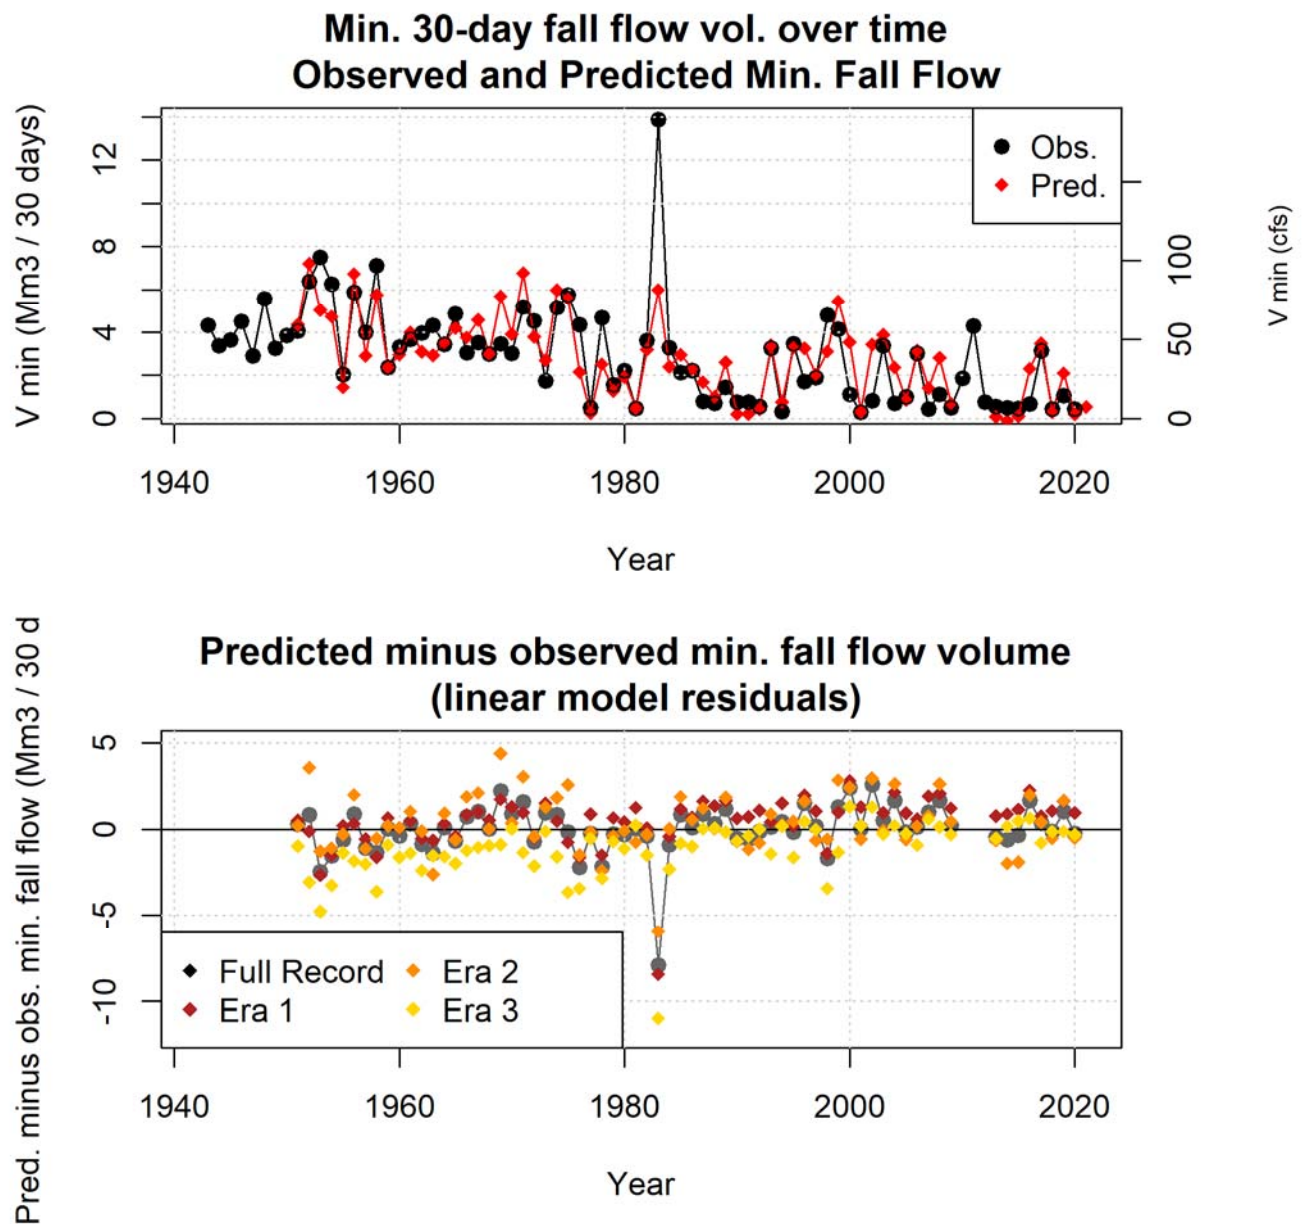 Min. 30-day fall flow vol. over time
Observed and Predicted Min. Fall Flow
V min (Mm3 / 30 days)
12
8
4
0
Obs.
Pred.
100
50
0
V min (cfs)
1940 1960 1980 2000 2020
Year
Predicted minus observed min. fall flow volume
(linear model residuals)
Pred. minus obs. min. fall flow (Mm3 / 30 d
5
0
-5
-10
Full Record Era 2
Era 1 Era 3
1940 1960 1980 2000 2020
Year